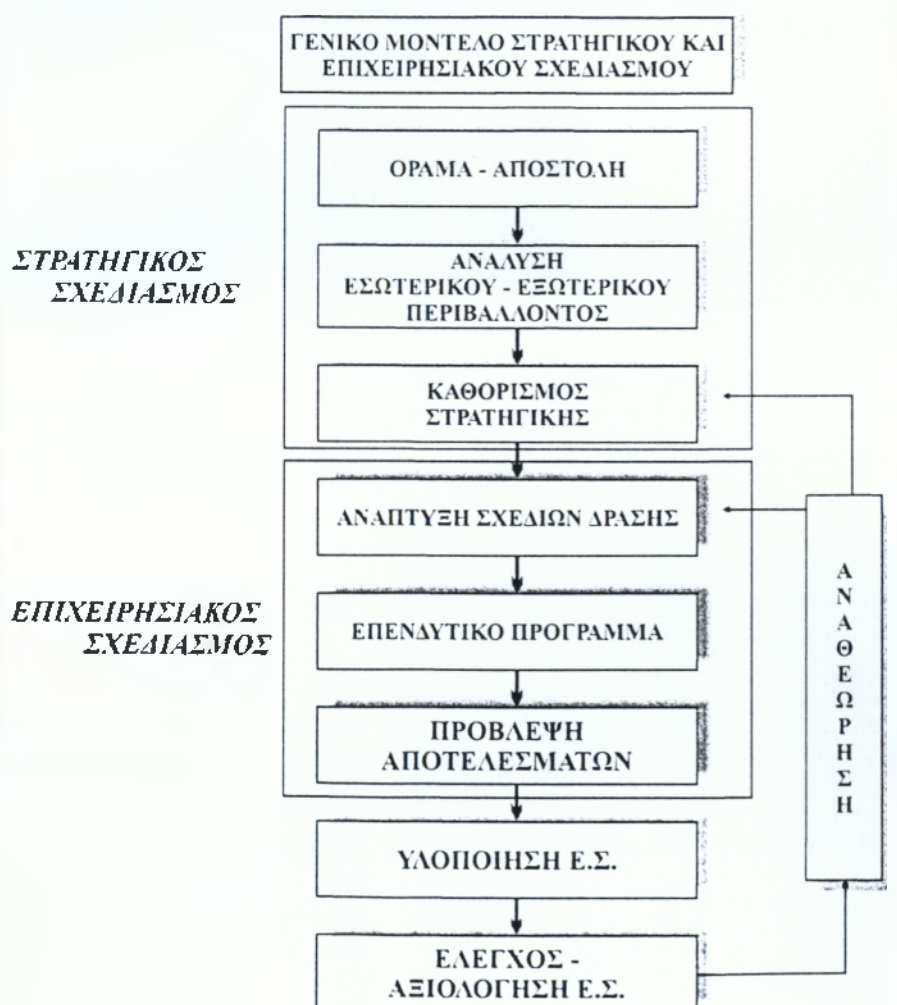 ΓΕΝΙΚΟ ΜΟΝΤΕΛΟ ΣΤΡΑΤΗΓΙΚΟΥ ΚΑΙ
ΕΠΙΧΕΙΡΗΣΙΑΚΟΥ ΣΧΕΔΙΑΣΜΟΥ
ΟΡΑΜΑ - ΑΠΟΣΤΟΛΗ
ΣΤΡΑΤΗΓΙΚΟΣ
ΣΧΕΔΙΑΣΜΟΣ
ΑΝΑΛΥΣΗ
ΕΣΩΤΕΡΙΚΟΥ - ΕΞΩΤΕΡΙΚΟΥ
ΠΕΡΙΒΑΛΛΟΝΤΟΣ
ΚΑΘΟΡΙΣΜΟΣ
ΣΤΡΑΤΗΓΙΚΗΣ
ΑΝΑΠΤΥΞΗ ΣΧΕΔΙΩΝ ΔΡΑΣΗΣ
ΕΠΙΧΕΙΡΗΣΙΑΚΟΣ
ΣΧΕΔΙΑΣΜΟΣ
ΕΠΕΝΔΥΤΙΚΟ ΠΡΟΓΡΑΜΜΑ
ΠΡΟΒΛΕΨΗ
ΑΠΟΤΕΛΕΣΜΑΤΩΝ
ΑΝΑΘΕΩΡΗΣΗ
ΥΛΟΠΟΙΗΣΗ Ε.Σ.
ΕΛΕΓΧΟΣ -
ΑΞΙΟΛΟΓΗΣΗ Ε.Σ.